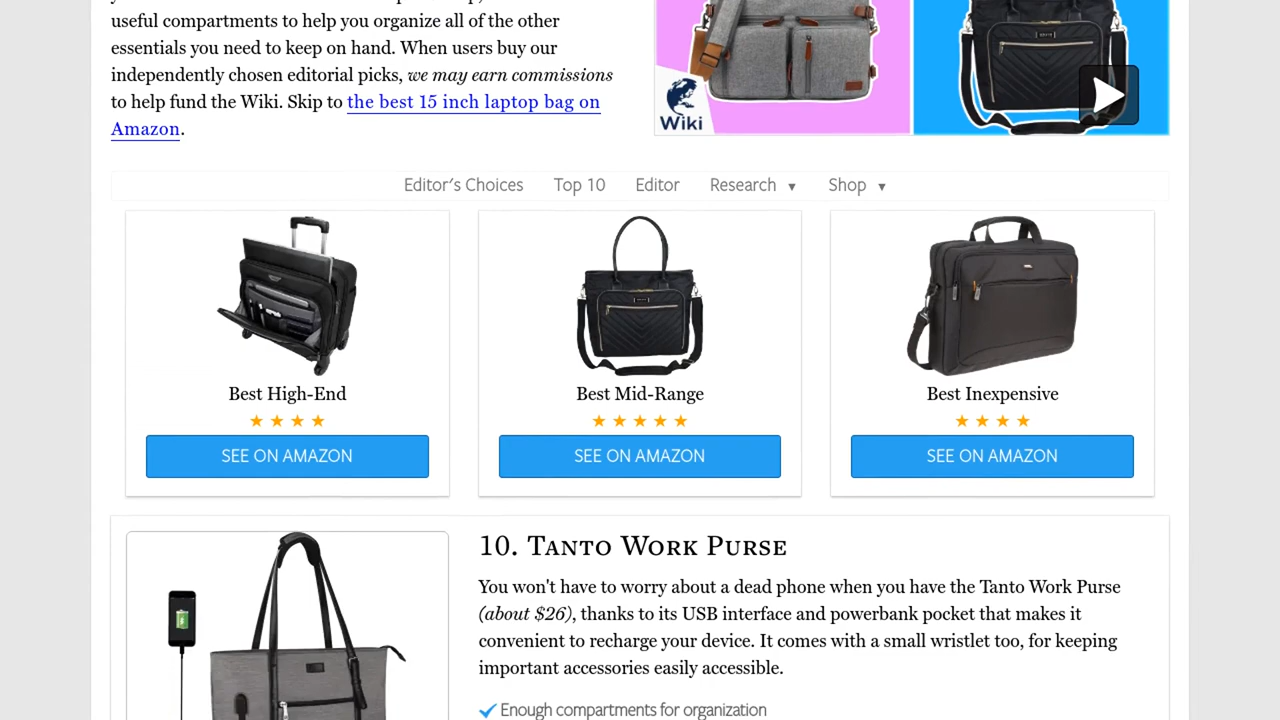 useful compartments to help you organize all of the other
essentials you need to keep on hand. When users buy our
independently chosen editorial picks, we may earn commissions
to help fund the Wiki. Skip to the best 15 inch laptop bag on
Amazon.
Wiki
Editor's Choices Top 10 Editor Research ▼ Shop ▼
Best High-End
SEE ON AMAZON
Best Mid-Range
SEE ON AMAZON
Best Inexpensive
SEE ON AMAZON
10. Tanto Work Purse
You won't have to worry about a dead phone when you have the Tanto Work Purse
(about $26), thanks to its USB interface and powerbank pocket that makes it
convenient to recharge your device. It comes with a small wristlet too, for keeping
important accessories easily accessible.
Enough compartments for organization